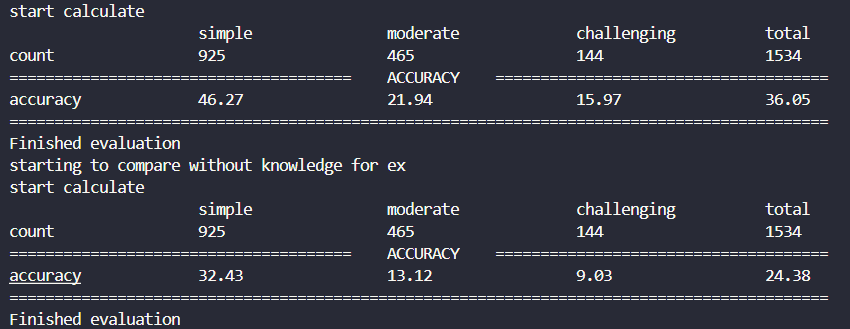 start calculate
simple moderate challenging total
count 925 465 144 1534
====================================== ACCURACY =====================================
accuracy 46.27 21.94 15.97 36.05
===========================================================================================
Finished evaluation
starting to compare without knowledge for ex
start calculate
simple moderate challenging total
count 925 465 144 1534
====================================== ACCURACY =====================================
accuracy 32.43 13.12 9.03 24.38
===========================================================================================
Finished evaluation